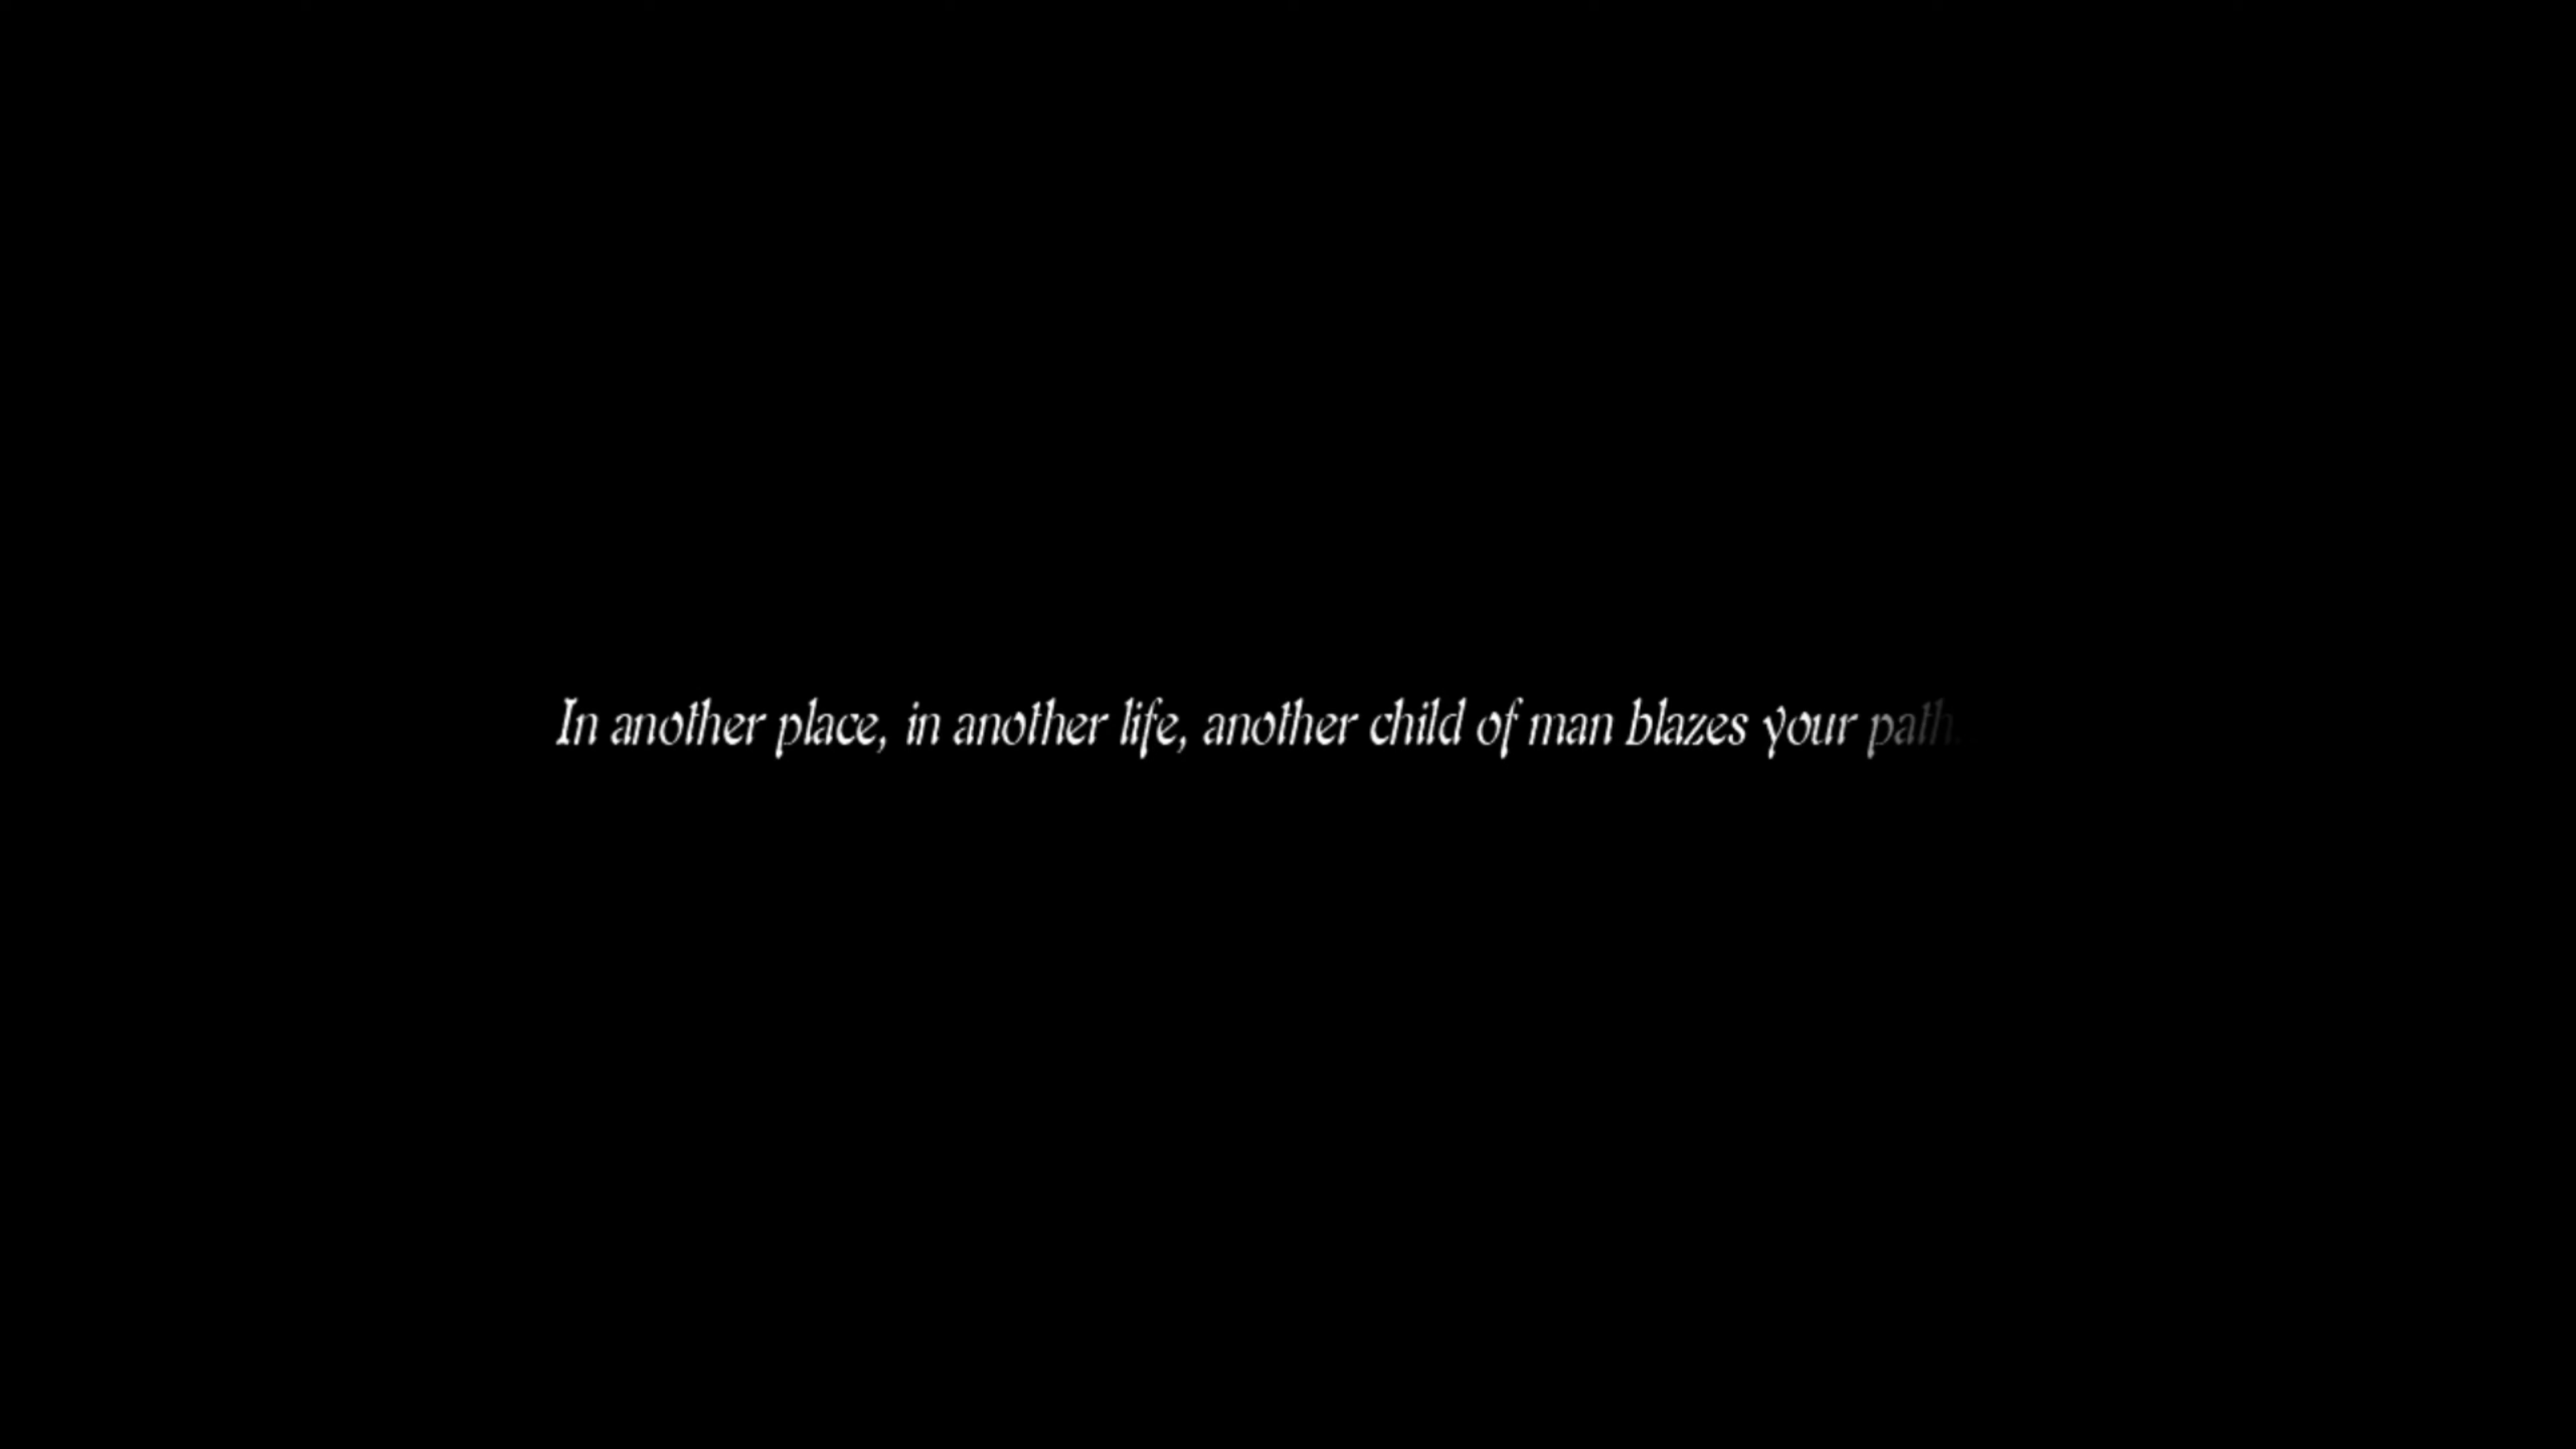 In another place, in another life, another child of man blazes your path.